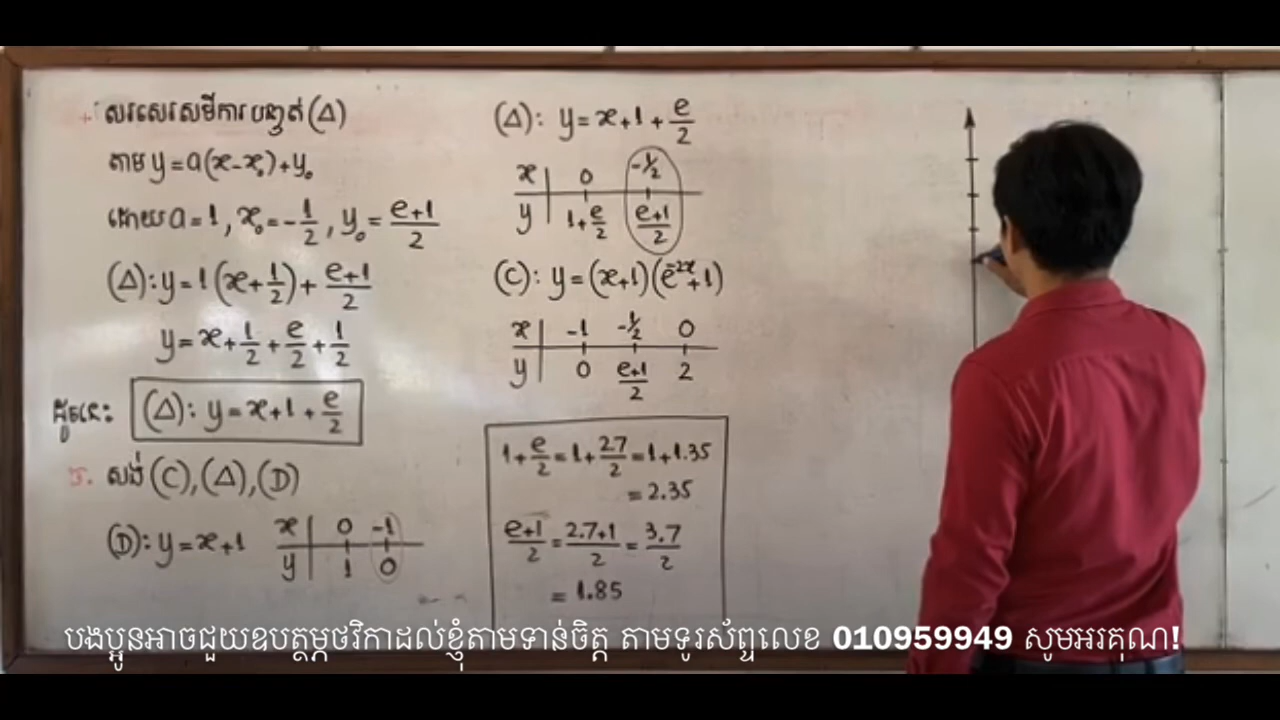 + សរសេរសមីការបន្ទាត់ (Δ)
តាម y = a(x - x₀) + y₀
ដោយ a = 1, x₀ = -1/2, y₀ = (e+1)/2
(Δ): y = 1(x + 1/2) + (e+1)/2
y = x + 1/2 + e/2 + 1/2
ដូចនេះ: (Δ): y = x + 1 + e/2
សង់ (C), (Δ), (D)
(D): y = x + 1
x | 0 -1
y | 1 0
(Δ): y = x + 1 + e/2
x | 0 -1/2
y | 1 + e/2 (e+1)/2
(C): y = (x+1)(e^-2x + 1)
x | -1 -1/2 0
y | 0 (e+1)/2 2
1 + e/2 = 1 + 2.7/2 = 1 + 1.35
= 2.35
(e+1)/2 = (2.7+1)/2 = 3.7/2
= 1.85
បងប្អូនអាចជួយឧបត្ថម្ភថវិកាដល់ខ្ញុំតាមទាន់ចិត្ត តាមទូរស័ព្ទលេខ 010959949 សូមអរគុណ!